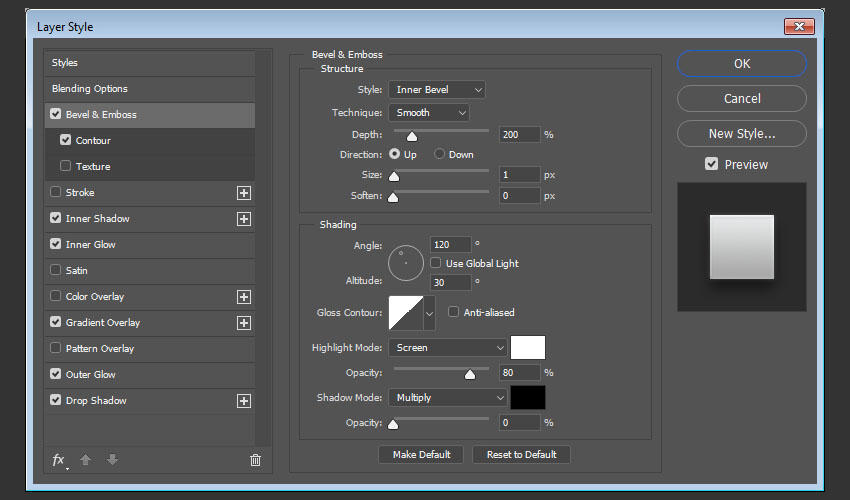 Layer Style
Styles
Blending Options
Bevel & Emboss
Contour
Texture
Stroke
Inner Shadow
Inner Glow
Satin
Color Overlay
Gradient Overlay
Pattern Overlay
Outer Glow
Drop Shadow
fx
Bevel & Emboss
Structure
Style: Inner Bevel
Technique: Smooth
Depth: 200 %
Direction: Up Down
Size: 1 px
Soften: 0 px
Shading
Angle: 120 °
Use Global Light
Altitude: 30 °
Gloss Contour: Anti-aliased
Highlight Mode: Screen
Opacity: 80 %
Shadow Mode: Multiply
Opacity: 0 %
Make Default Reset to Default
OK
Cancel
New Style...
Preview